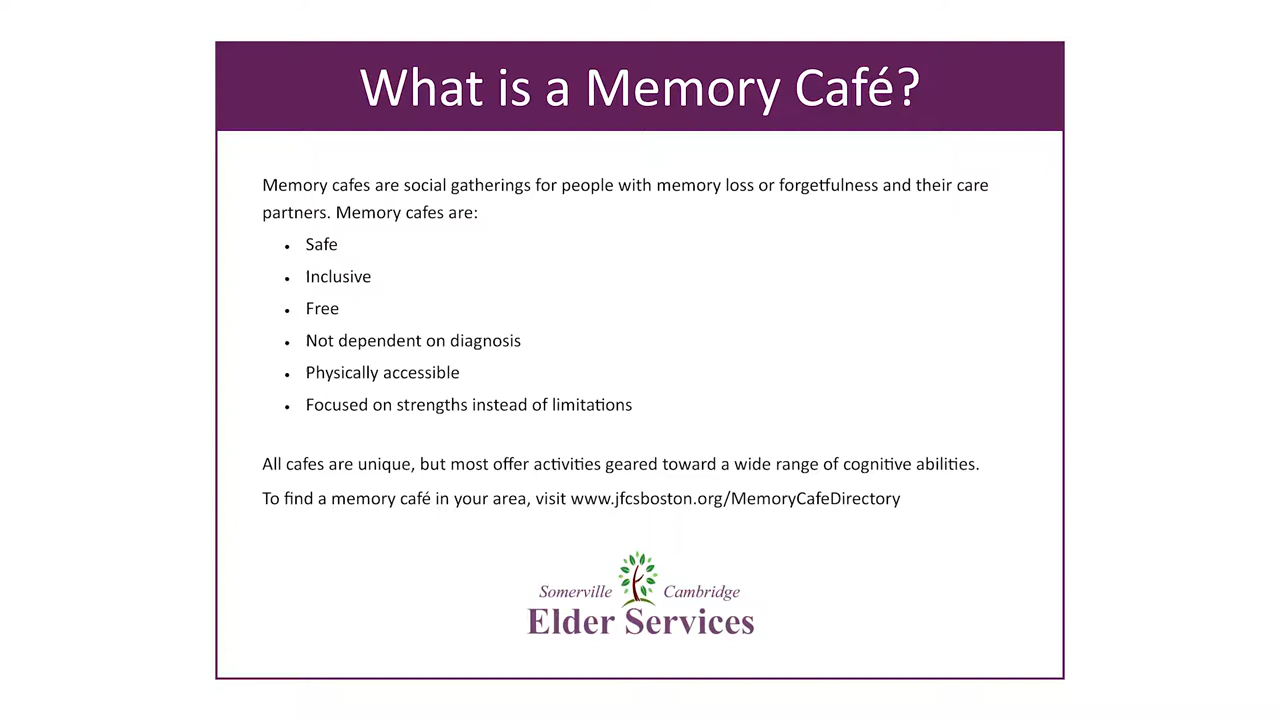 What is a Memory Café?
Memory cafes are social gatherings for people with memory loss or forgetfulness and their care
partners. Memory cafes are:
• Safe
• Inclusive
• Free
• Not dependent on diagnosis
• Physically accessible
• Focused on strengths instead of limitations
All cafes are unique, but most offer activities geared toward a wide range of cognitive abilities.
To find a memory café in your area, visit www.jfcsboston.org/MemoryCafeDirectory
Somerville Cambridge
Elder Services